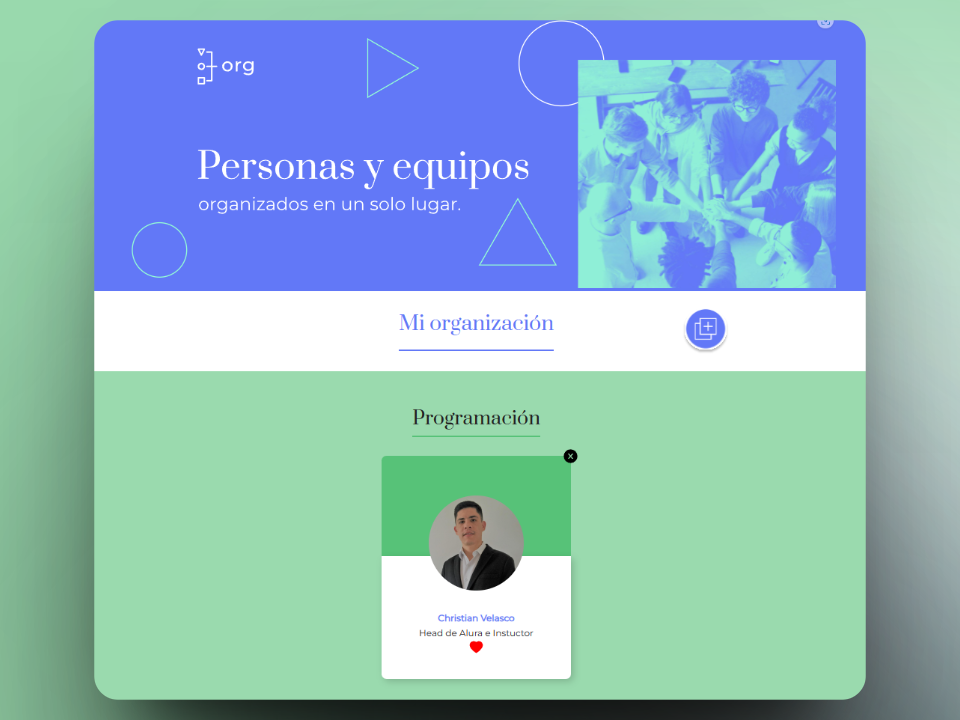 org
Personas y equipos
organizados en un solo lugar.
Mi organización
Programación
x
Christian Velasco
Head de Alura e Instuctor